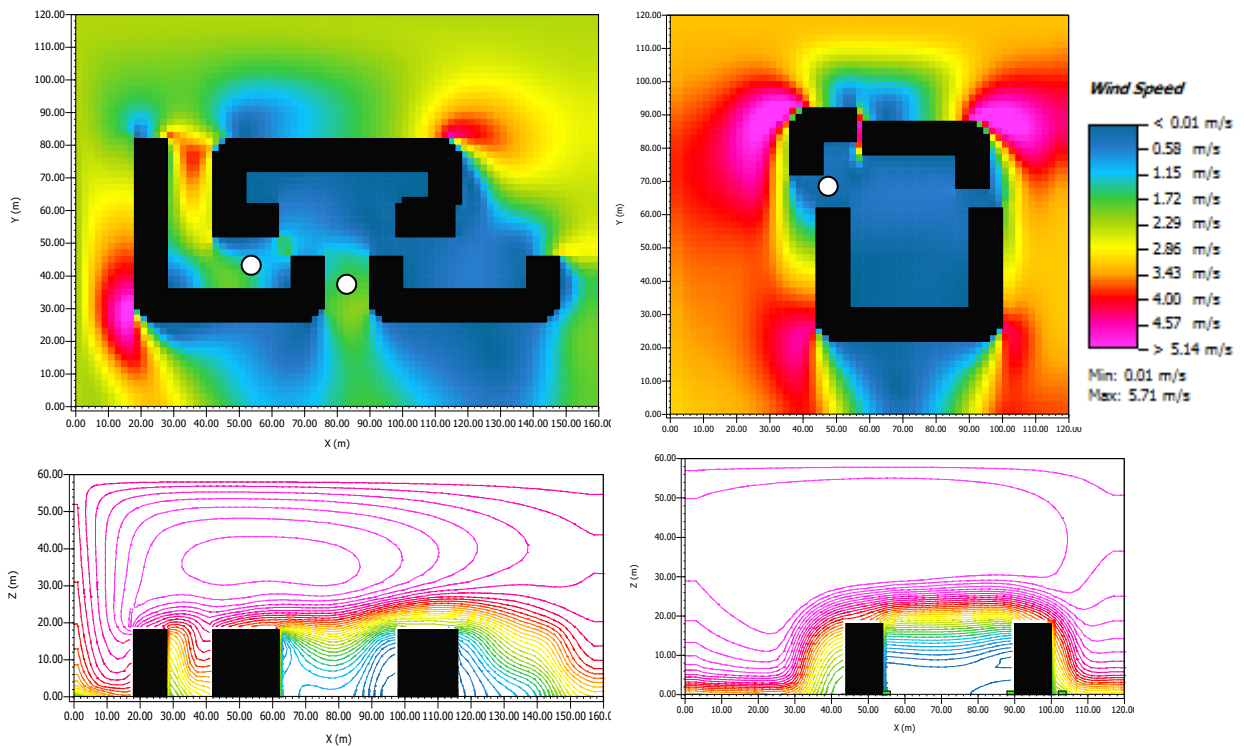 120.00
100.00
80.00
70.00
60.00
50.00
40.00
30.00
20.00
10.00
0.00
Y (m)
0.00 10.00 20.00 30.00 40.00 50.00 60.00 70.00 80.00 90.00 100.00 110.00 120.00 130.00 140.00 150.00 160.00
X (m)
120.00
110.00
100.00
90.00
80.00
70.00
60.00
50.00
40.00
30.00
20.00
10.00
0.00
Y (m)
0.00 10.00 20.00 30.00 40.00 50.00 60.00 70.00 80.00 90.00 100.00 110.00 120.00
X (m)
Wind Speed
< 0.01 m/s
0.58 m/s
1.15 m/s
1.72 m/s
2.29 m/s
2.86 m/s
3.43 m/s
4.00 m/s
4.57 m/s
> 5.14 m/s
Min: 0.01 m/s
Max: 5.71 m/s
60.00
50.00
40.00
30.00
20.00
10.00
0.00
Z (m)
0.00 10.00 20.00 30.00 40.00 50.00 60.00 70.00 80.00 90.00 100.00 110.00 120.00 130.00 140.00 150.00 160.0
X (m)
60.00
50.00
40.00
30.00
20.00
10.00
0.00
Z (m)
0.00 10.00 20.00 30.00 40.00 50.00 60.00 70.00 80.00 90.00 100.00 110.00 120.0
X (m)